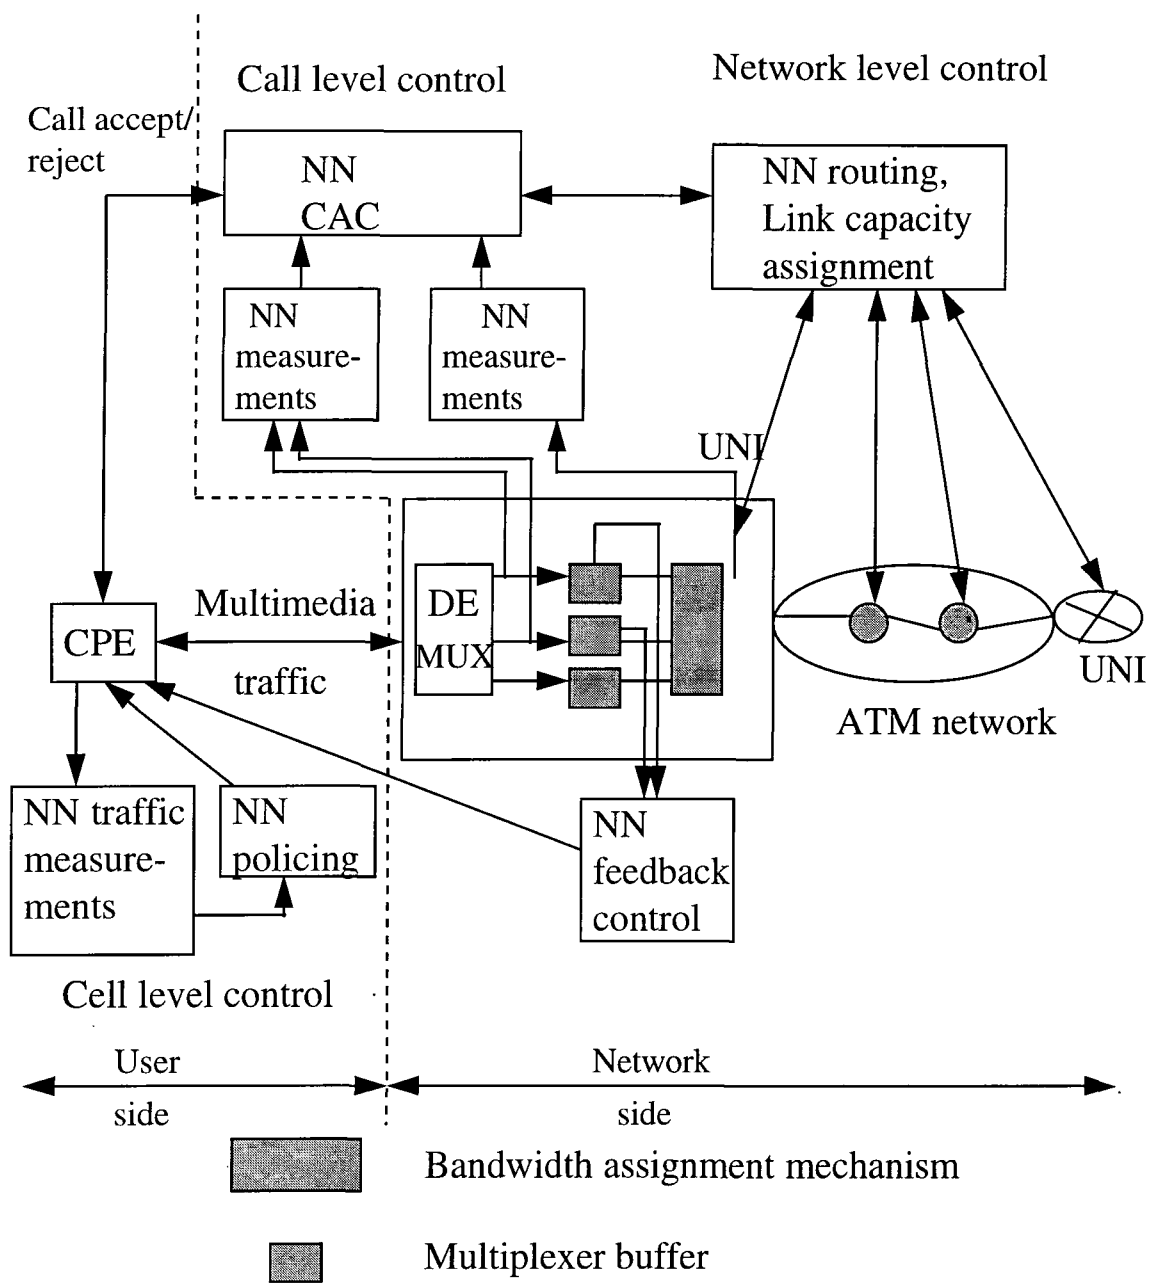 Call level control
Network level control
Call accept/
reject
NN
CAC
NN routing,
Link capacity
assignment
NN
measure-
ments
NN
measure-
ments
UNI
CPE
Multimedia
traffic
DE
MUX
UNI
ATM network
NN traffic
measure-
ments
NN
policing
NN
feedback
control
Cell level control
User
side
Network
side
Bandwidth assignment mechanism
Multiplexer buffer